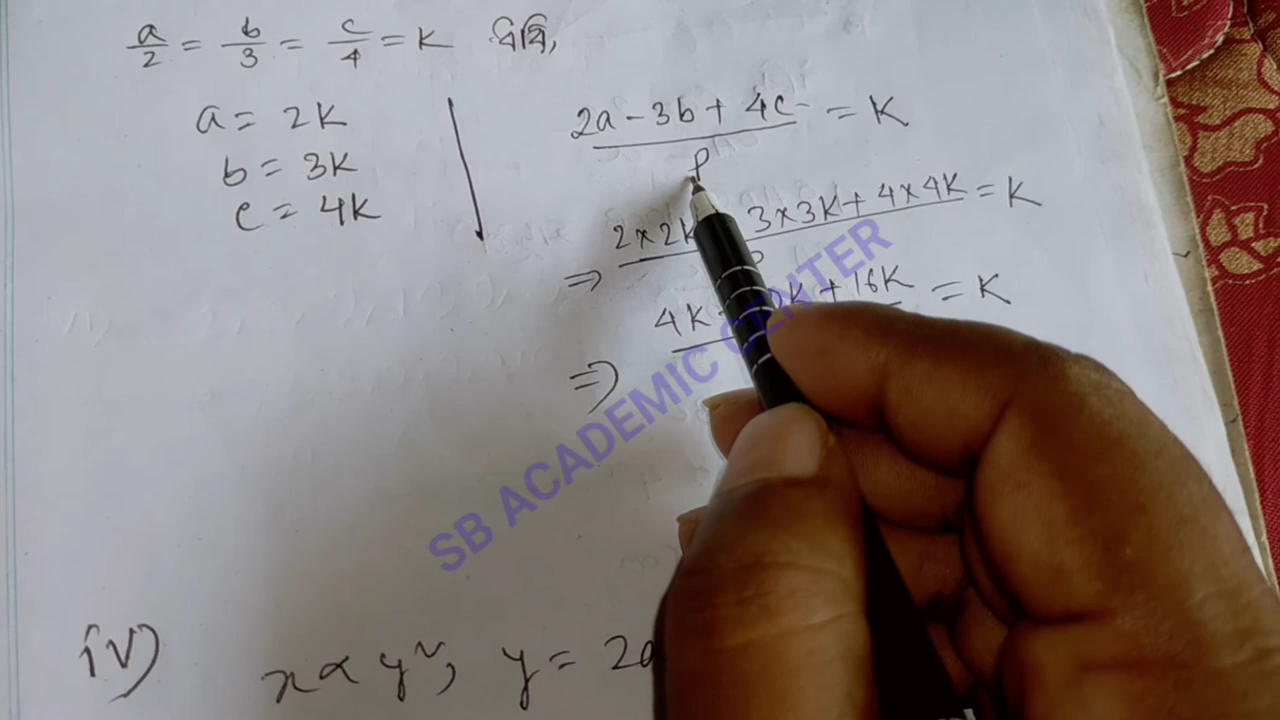 a/2 = b/3 = c/4 = K ଦିର୍ଘ,
a = 2K
b = 3K
c = 4K
2a - 3b + 4c / P = K
⇒ 2×2K 3×3K + 4×4K / P = K
⇒ 4K - 9K + 16K = K
SB ACADEMIC CENTER
iv) x ∝ y², y = 2a